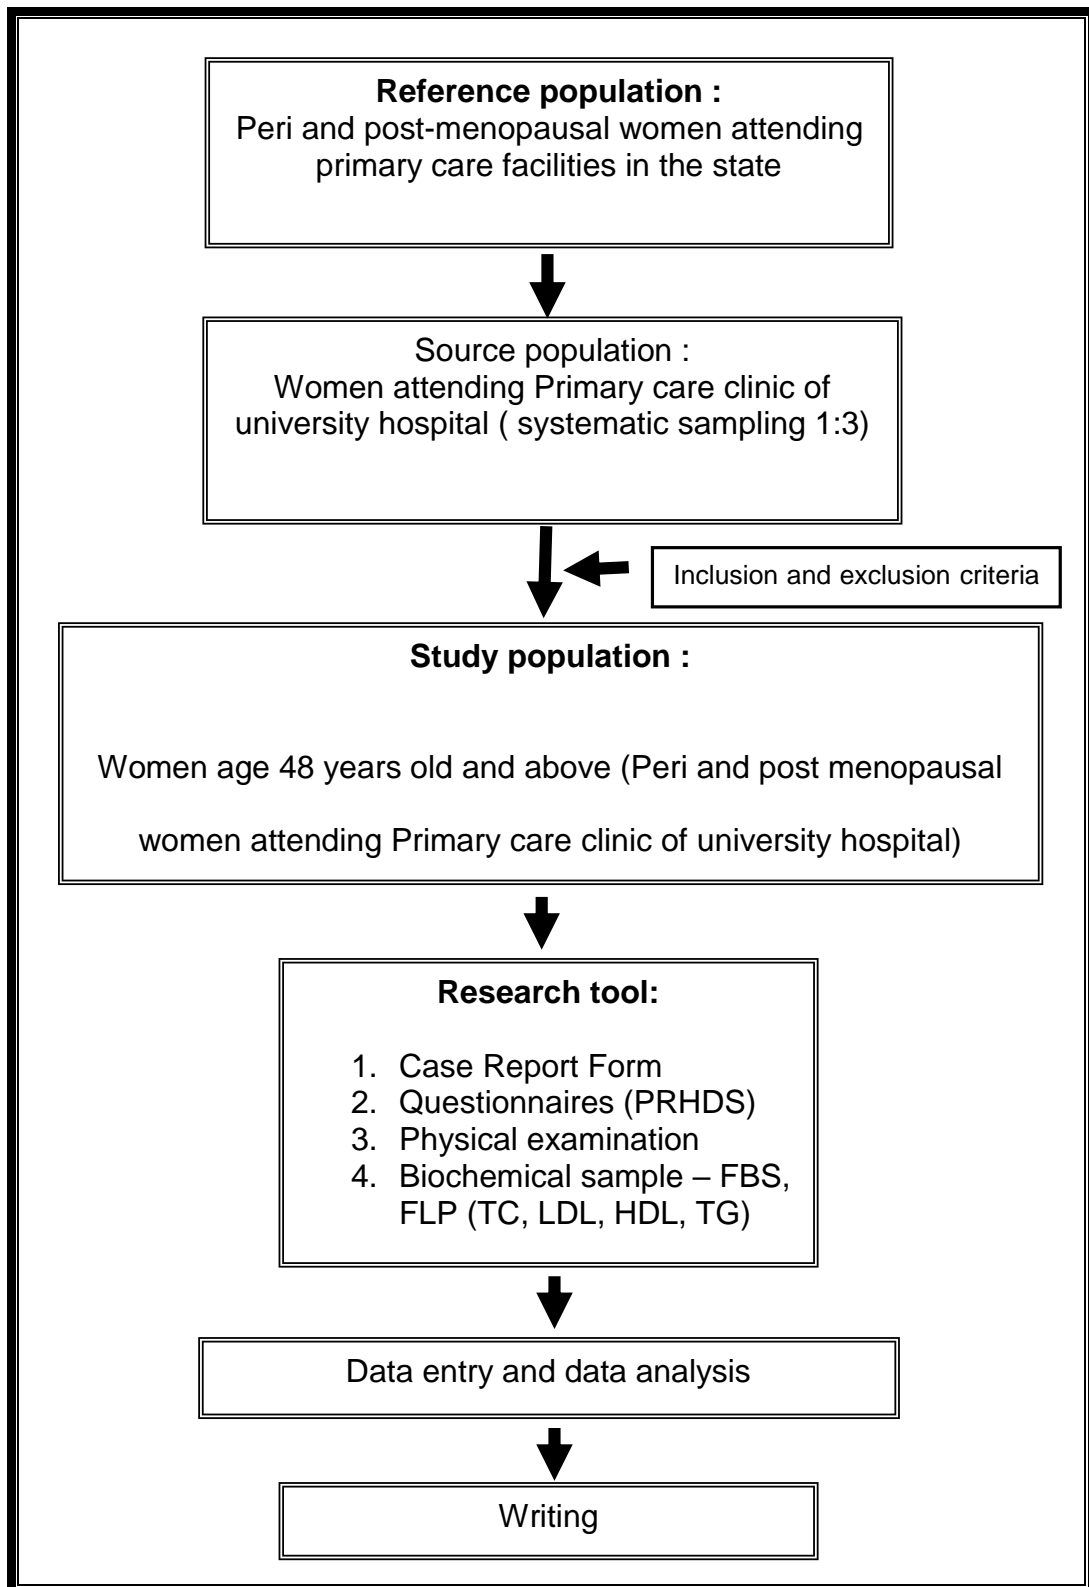 Reference population :
Peri and post-menopausal women attending
primary care facilities in the state
Source population :
Women attending Primary care clinic of
university hospital ( systematic sampling 1:3)
Inclusion and exclusion criteria
Study population :
Women age 48 years old and above (Peri and post menopausal
women attending Primary care clinic of university hospital)
Research tool:
1. Case Report Form
2. Questionnaires (PRHDS)
3. Physical examination
4. Biochemical sample – FBS,
FLP (TC, LDL, HDL, TG)
Data entry and data analysis
Writing